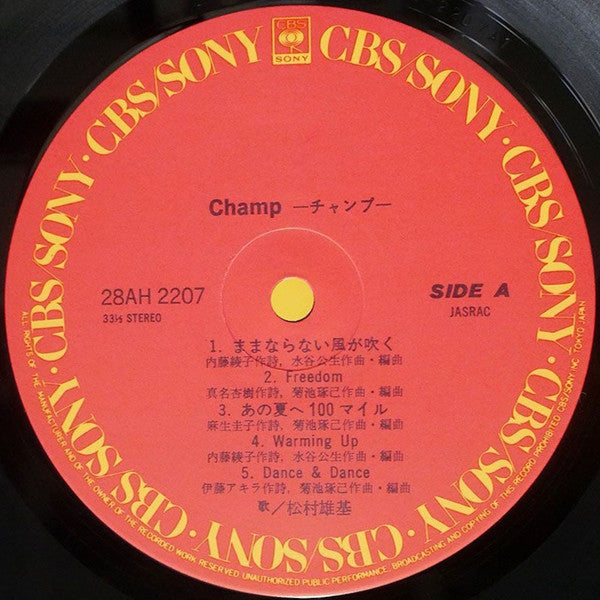 CBS
SONY
CBS/SONY · CBS/SONY · CBS/SONY · CBS/SONY · CBS/SONY · CBS/SONY · CBS/SONY · CBS/SONY
Champ —チャンプ—
28AH 2207
33⅓ STEREO
SIDE A
JASRAC
1. ままならない風が吹く
内藤綾子作詩, 水谷公生作曲・編曲
2. Freedom
真名杏樹作詩, 菊池琢己作曲・編曲
3. あの夏へ100マイル
麻生圭子作詩, 菊池琢己作曲・編曲
4. Warming Up
内藤綾子作詩, 水谷公生作曲・編曲
5. Dance & Dance
伊藤アキラ作詩, 菊池琢己作曲・編曲
歌／松村雄基
ALL RIGHTS OF THE MANUFACTURER AND OF THE OWNER OF THE RECORDED WORK RESERVED. UNAUTHORIZED PUBLIC PERFORMANCE, BROADCASTING AND COPYING OF THIS RECORD PROHIBITED CBS/SONY INC. TOKYO JAPAN